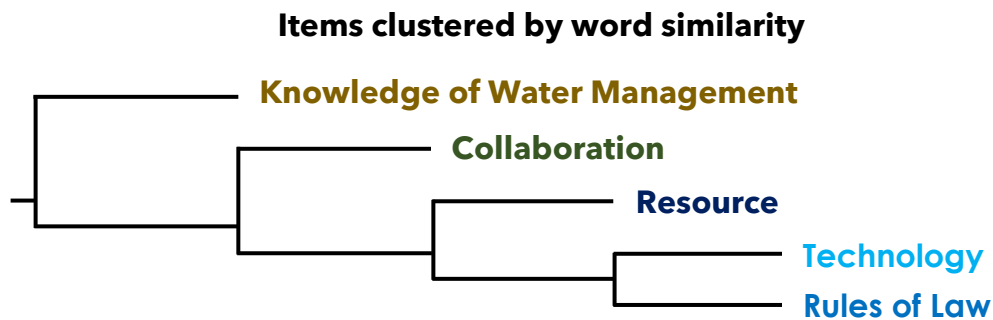 Items clustered by word similarity
Knowledge of Water Management
Collaboration
Resource
Technology
Rules of Law